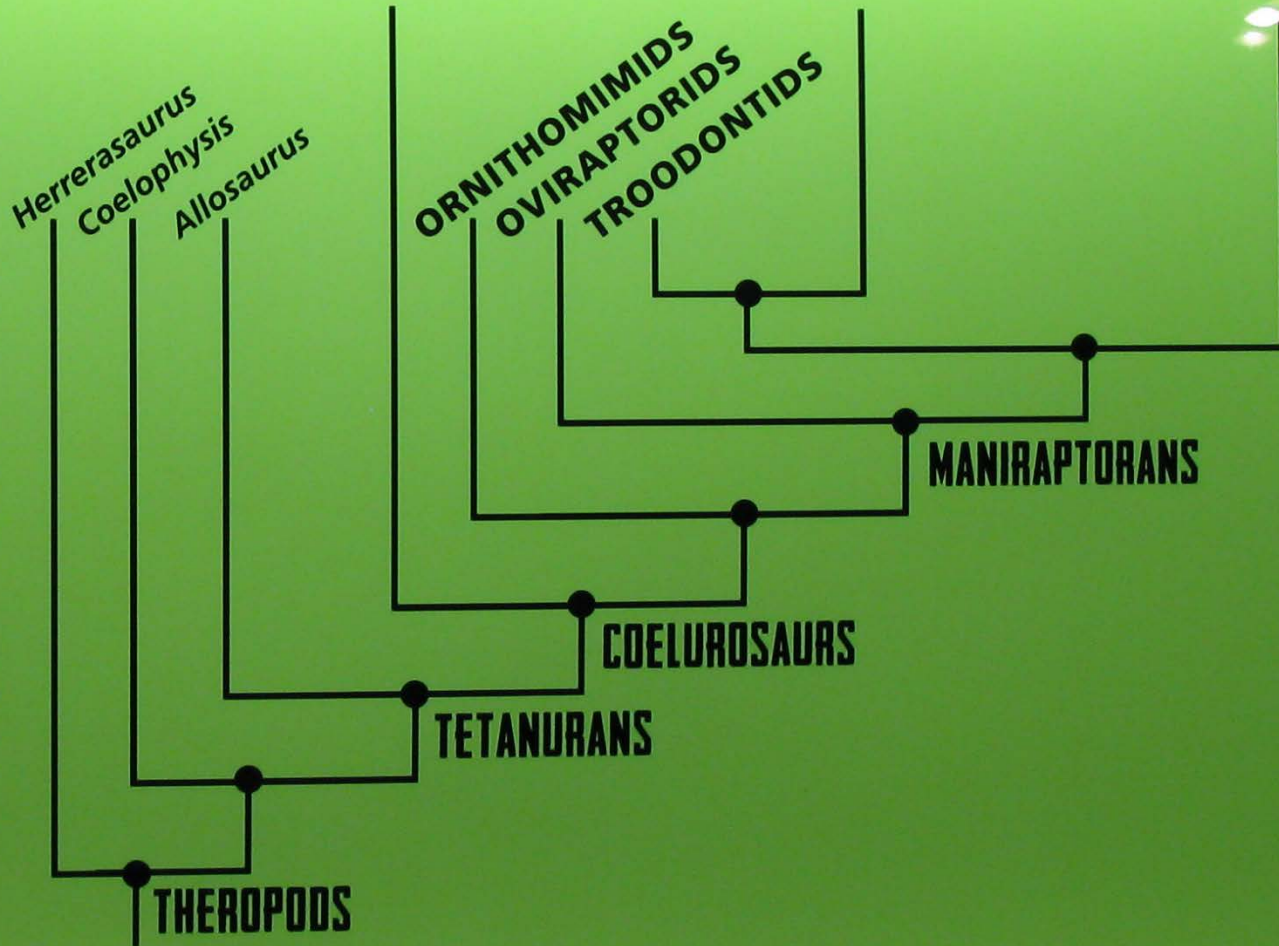 Herrerasaurus
Coelophysis
Allosaurus
ORNITHOMIMIDS
OVIRAPTORIDS
TROODONTIDS
MANIRAPTORANS
COELUROSAURS
TETANURANS
THEROPODS